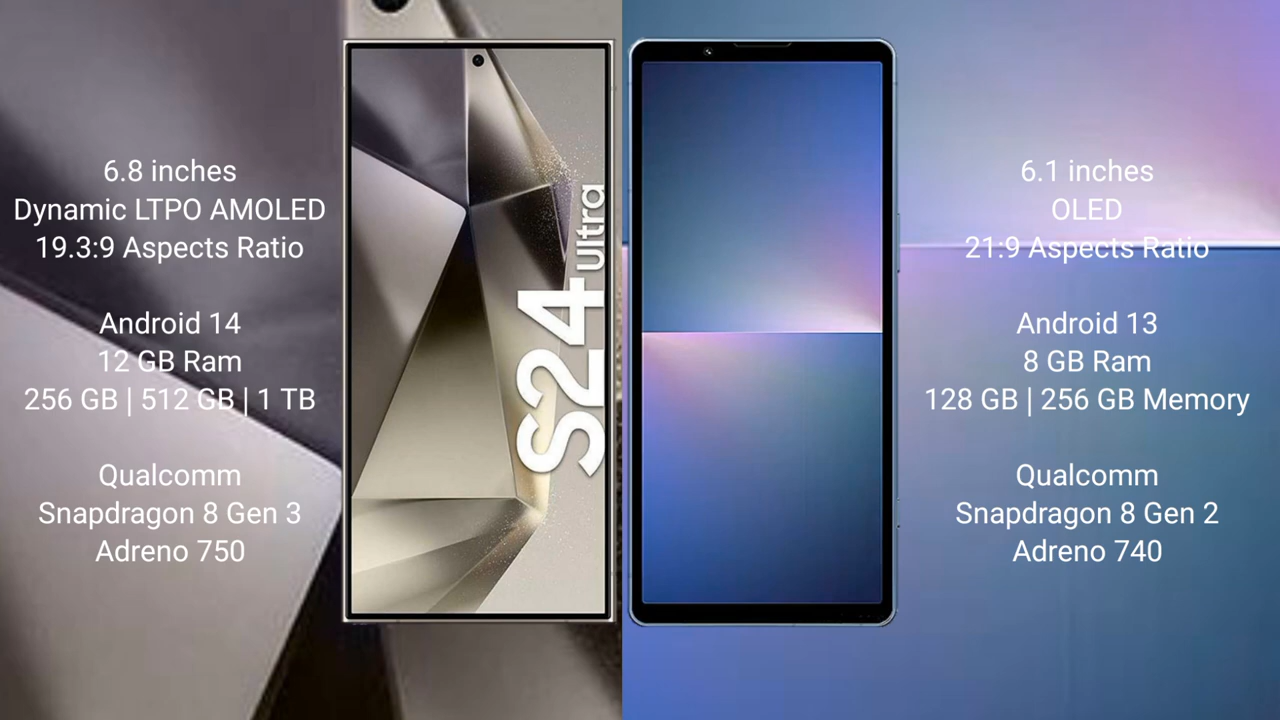 6.8 inches
Dynamic LTPO AMOLED
19.3:9 Aspects Ratio
Android 14
12 GB Ram
256 GB | 512 GB | 1 TB
Qualcomm
Snapdragon 8 Gen 3
Adreno 750
S24 Ultra
6.1 inches
OLED
21:9 Aspects Ratio
Android 13
8 GB Ram
128 GB | 256 GB Memory
Qualcomm
Snapdragon 8 Gen 2
Adreno 740